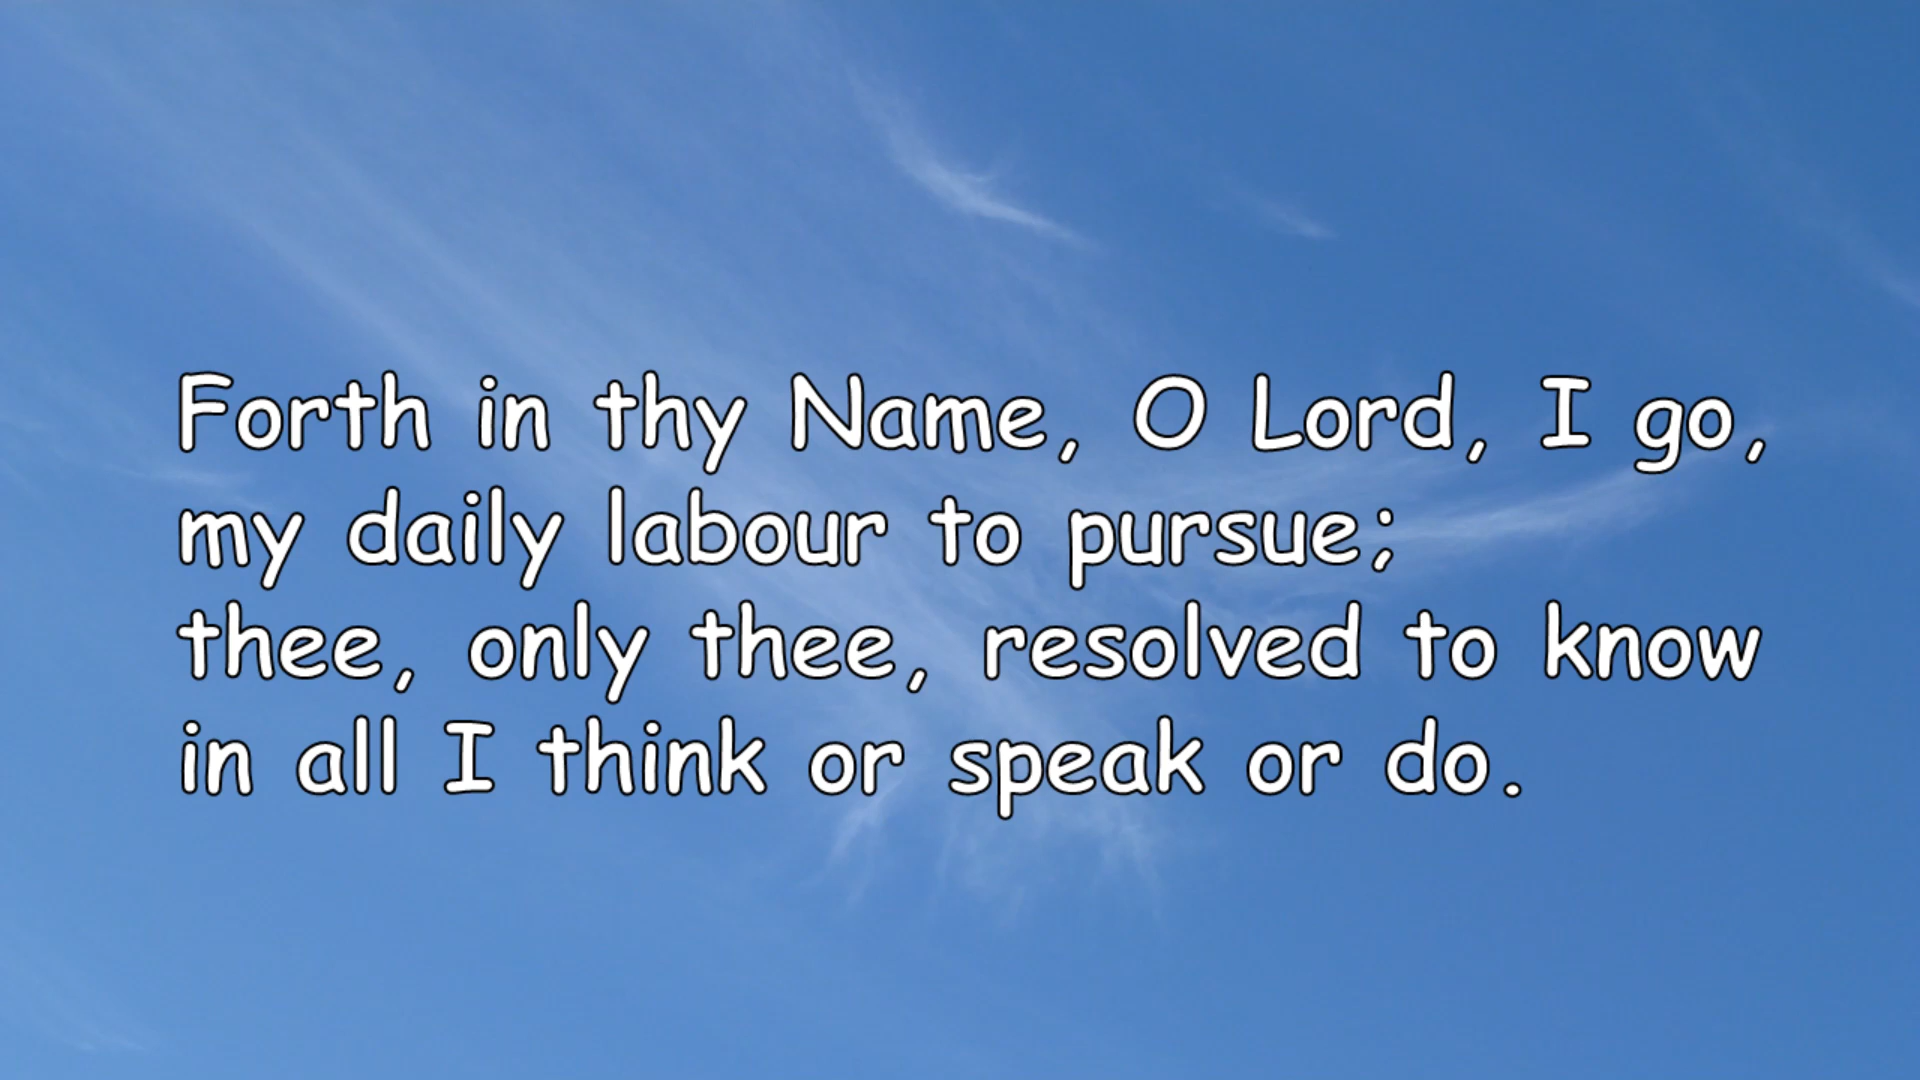 Forth in thy Name, O Lord, I go,
my daily labour to pursue;
thee, only thee, resolved to know
in all I think or speak or do.